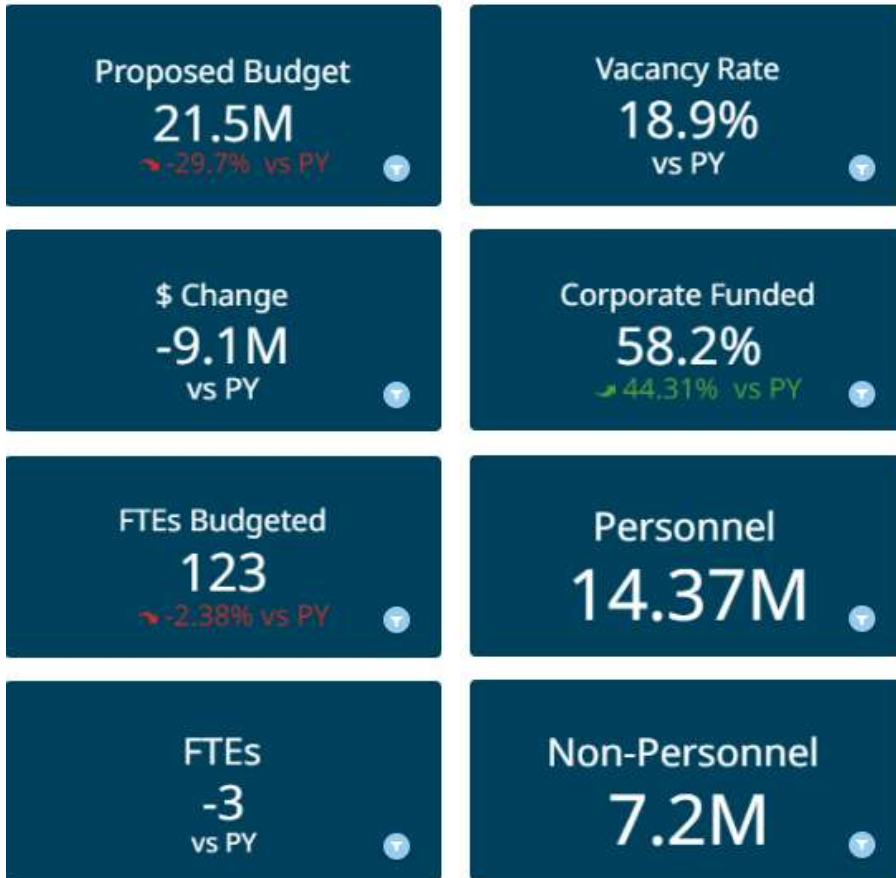 Proposed Budget
21.5M
-29.7% vs PY
Vacancy Rate
18.9%
vs PY
$ Change
-9.1M
vs PY
Corporate Funded
58.2%
44.31% vs PY
FTEs Budgeted
123
-2.38% vs PY
Personnel
14.37M
FTEs
-3
vs PY
Non-Personnel
7.2M